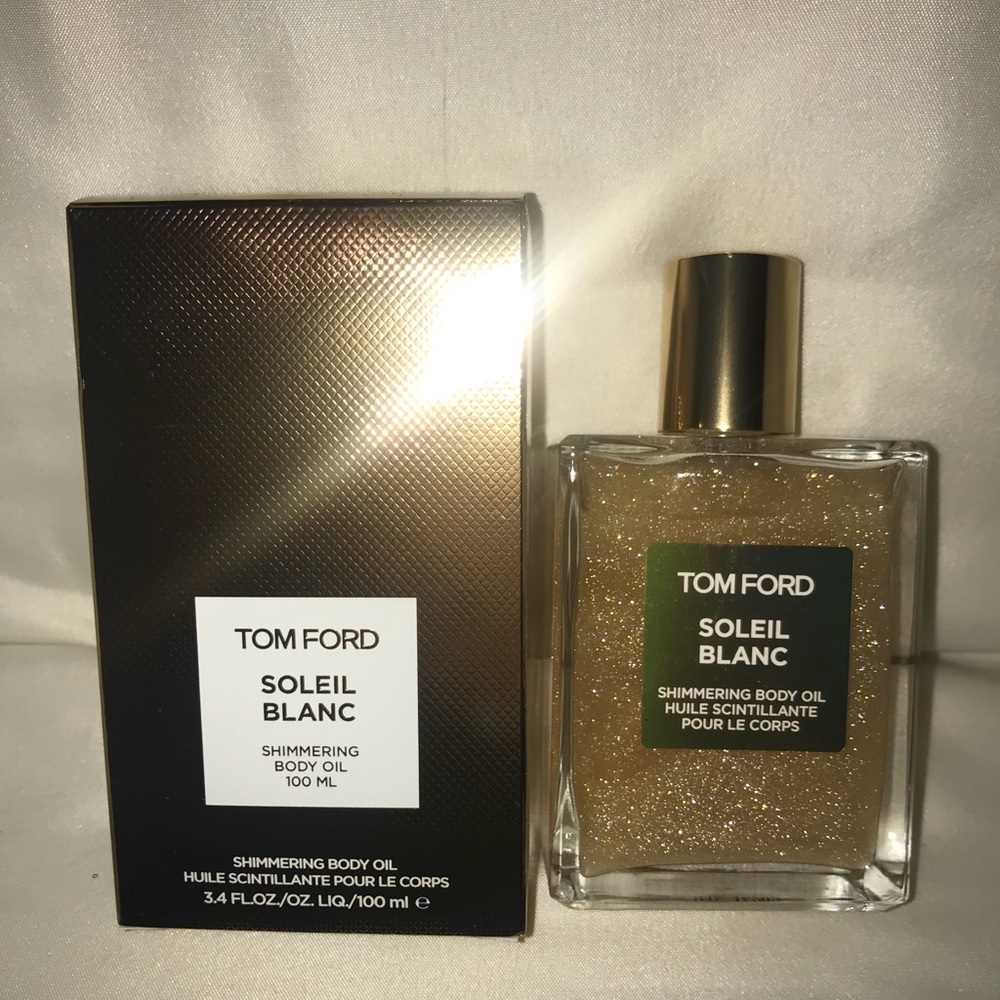 TOM FORD
SOLEIL
BLANC
SHIMMERING
BODY OIL
100 ML
SHIMMERING BODY OIL
HUILE SCINTILLANTE POUR LE CORPS
3.4 FL.OZ./OZ. LIQ./100 ml ℮
TOM FORD
SOLEIL
BLANC
SHIMMERING BODY OIL
HUILE SCINTILLANTE
POUR LE CORPS